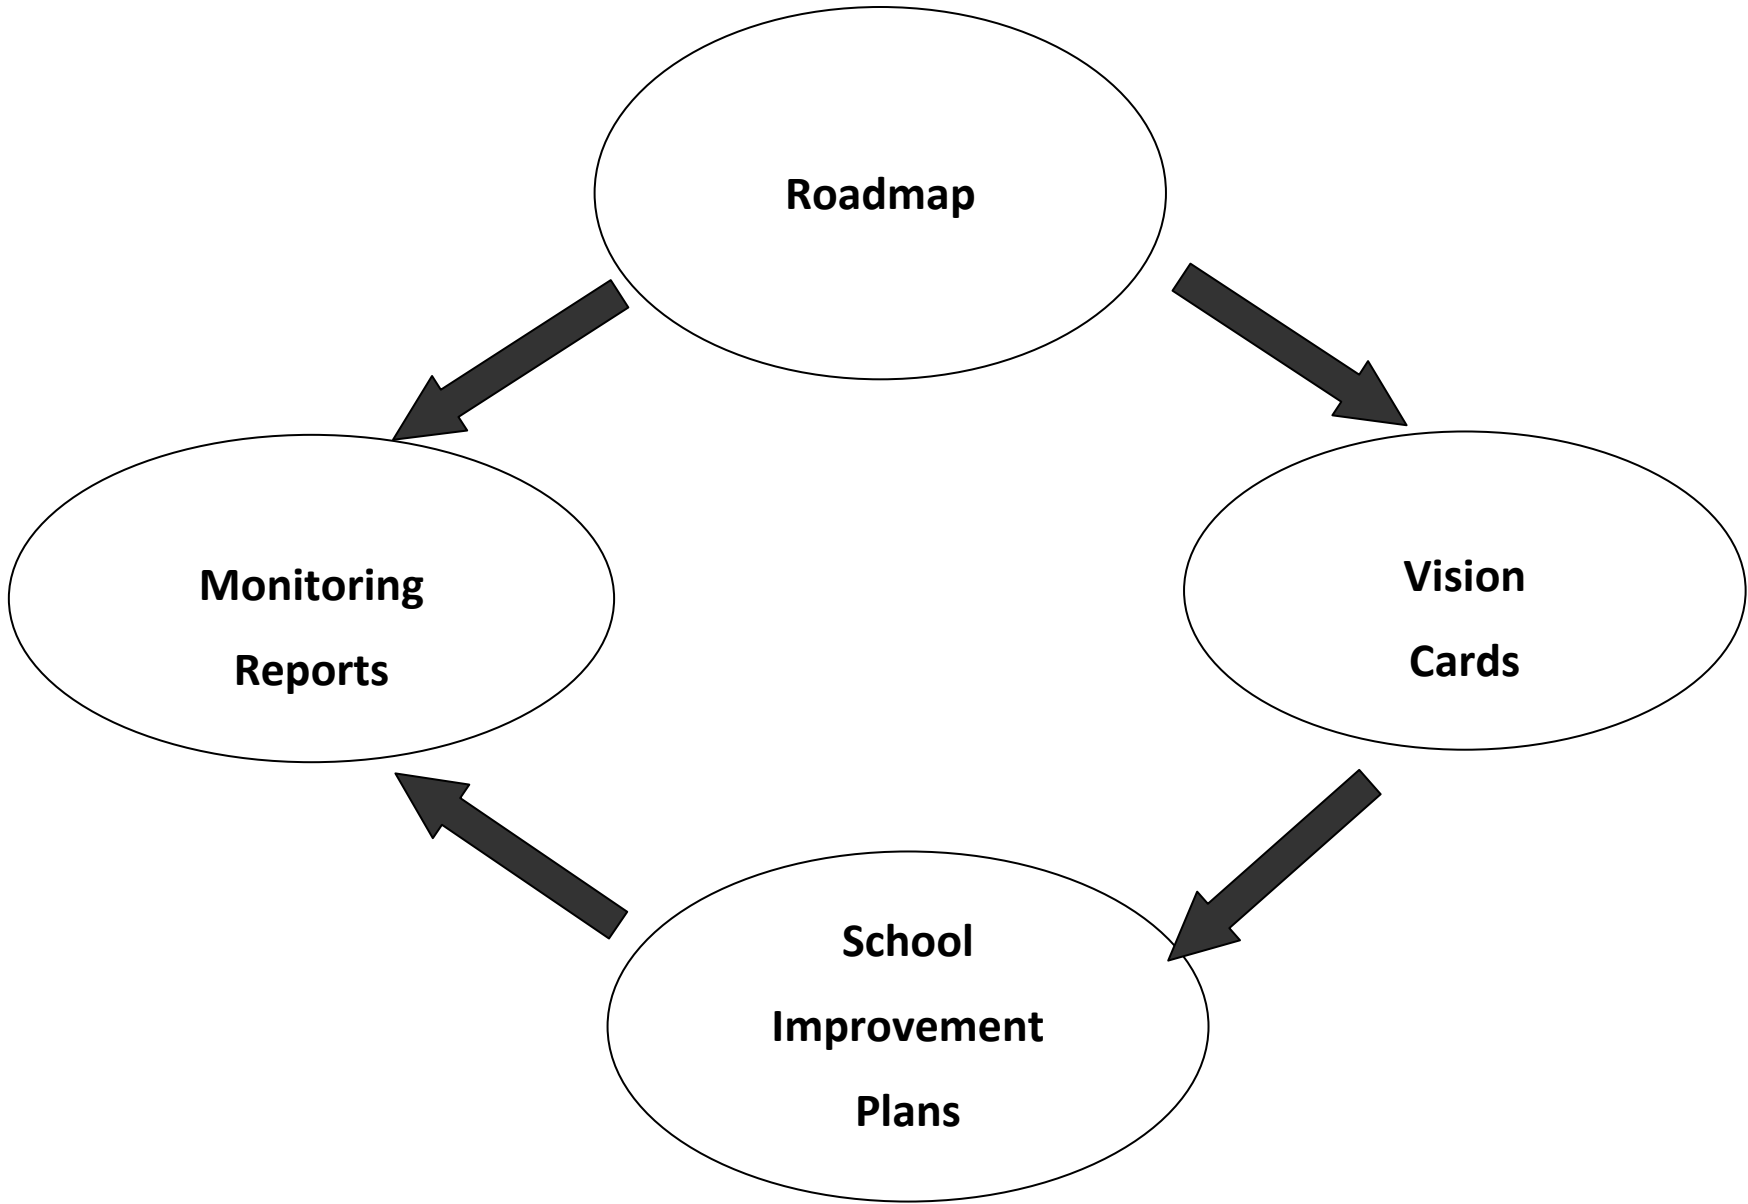 Roadmap
Monitoring
Reports
Vision
Cards
School
Improvement
Plans